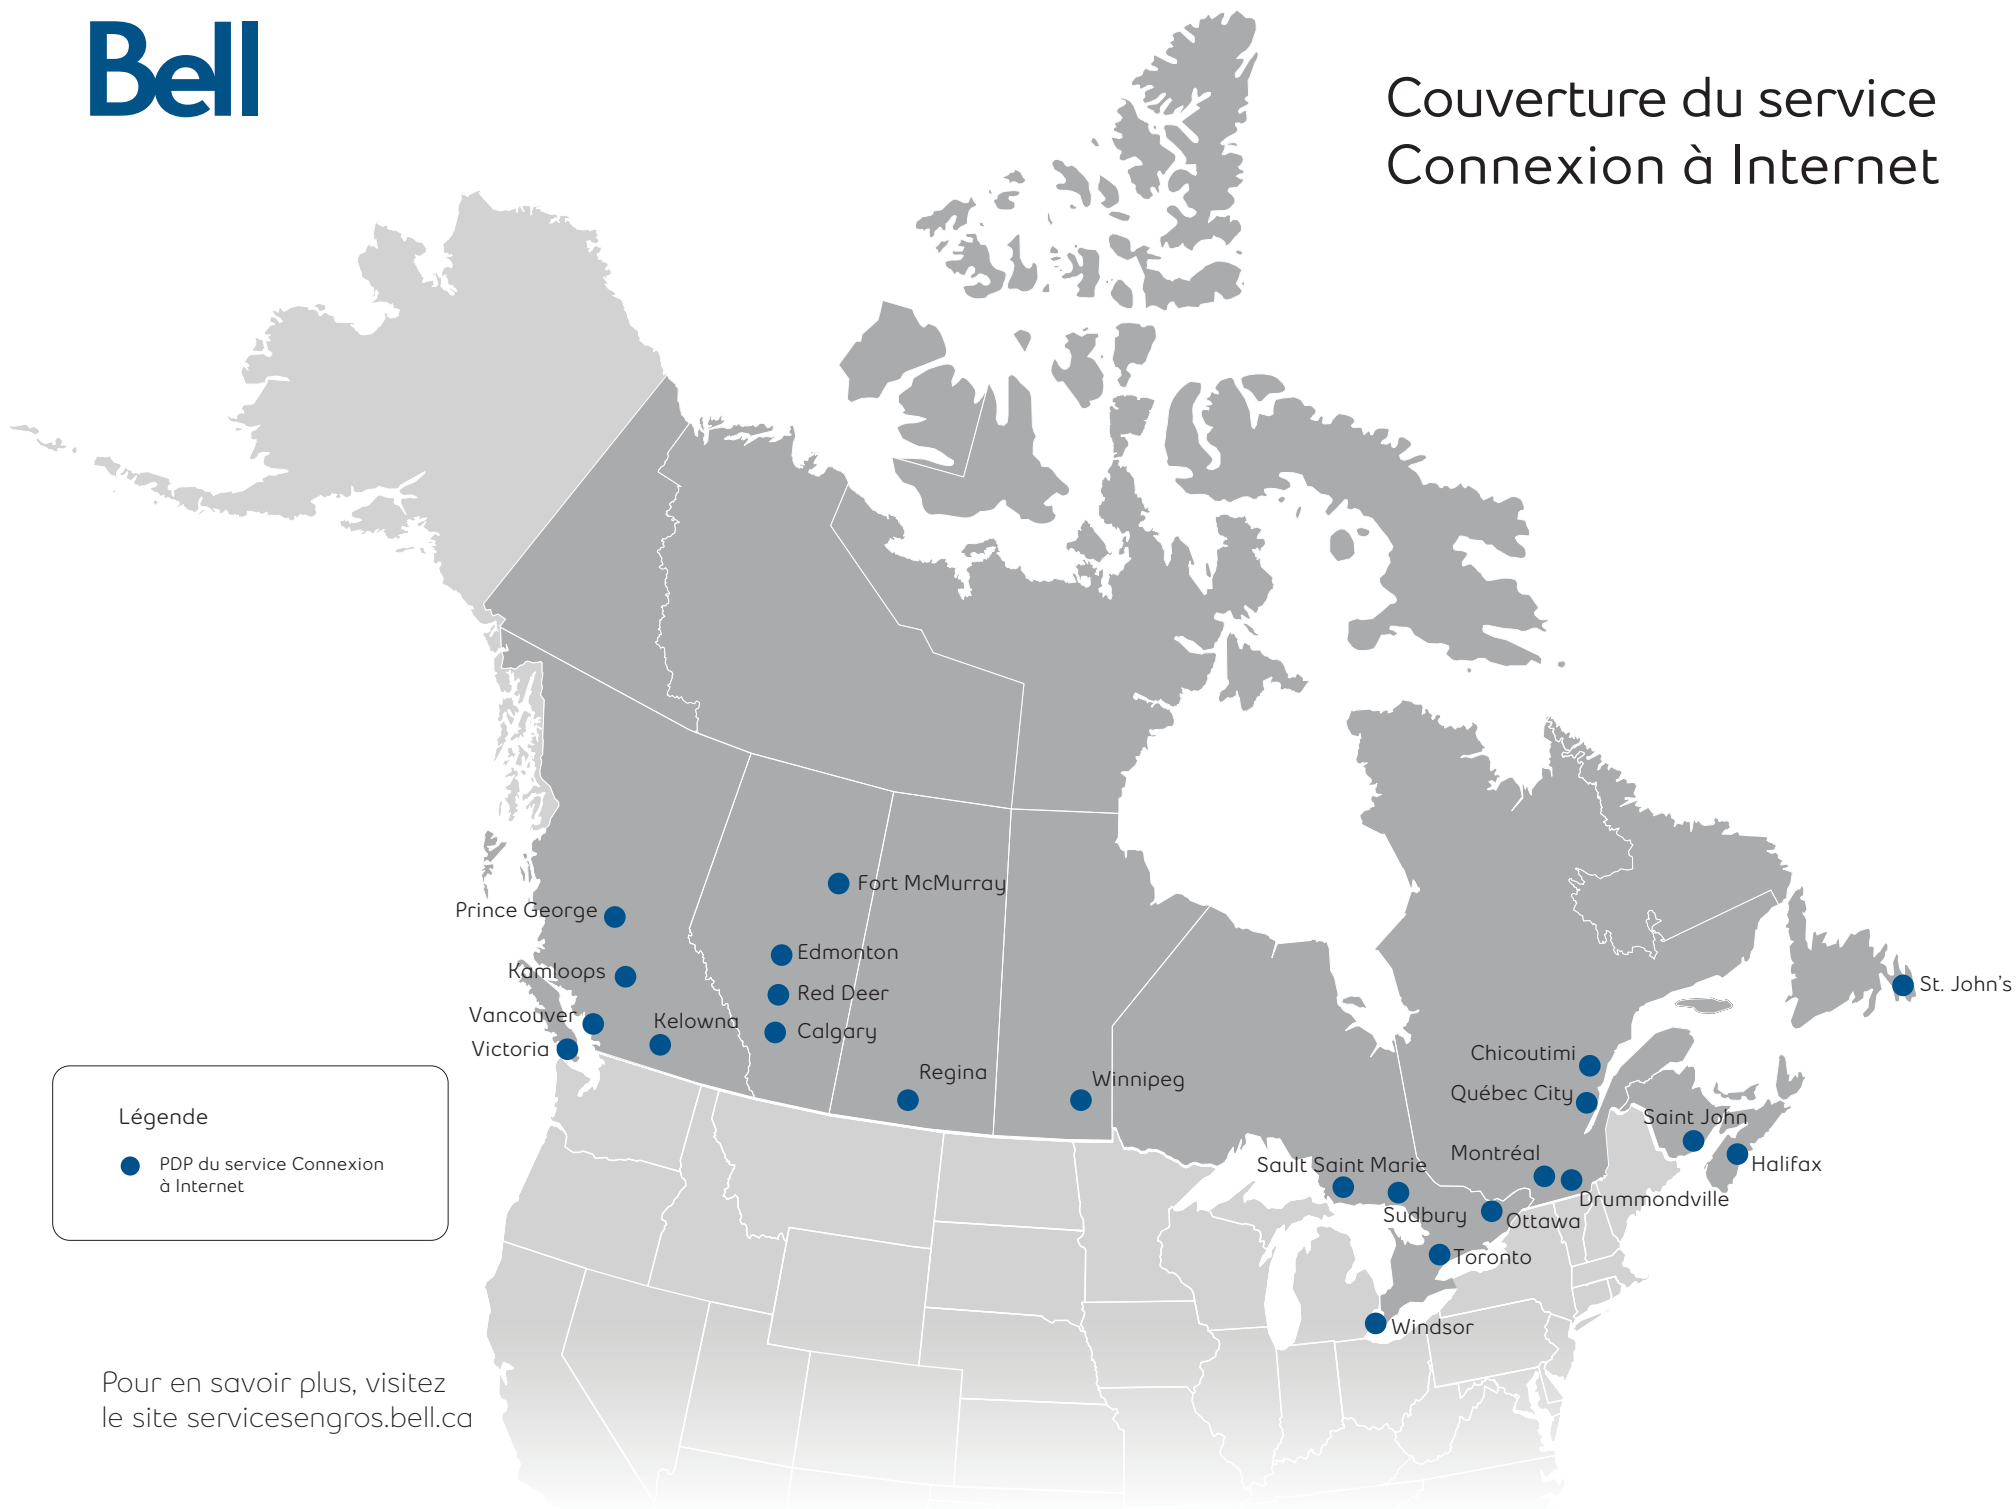 Bell
Couverture du service
Connexion à Internet
Fort McMurray
Prince George
Edmonton
Kamloops
Red Deer
St. John's
Vancouver
Kelowna
Calgary
Victoria
Chicoutimi
Regina
Winnipeg
Québec City
Saint John
Montréal
Sault Saint Marie
Halifax
Drummondville
Sudbury
Ottawa
Toronto
Windsor
Légende
PDP du service Connexion
à Internet
Pour en savoir plus, visitez
le site servicesengros.bell.ca